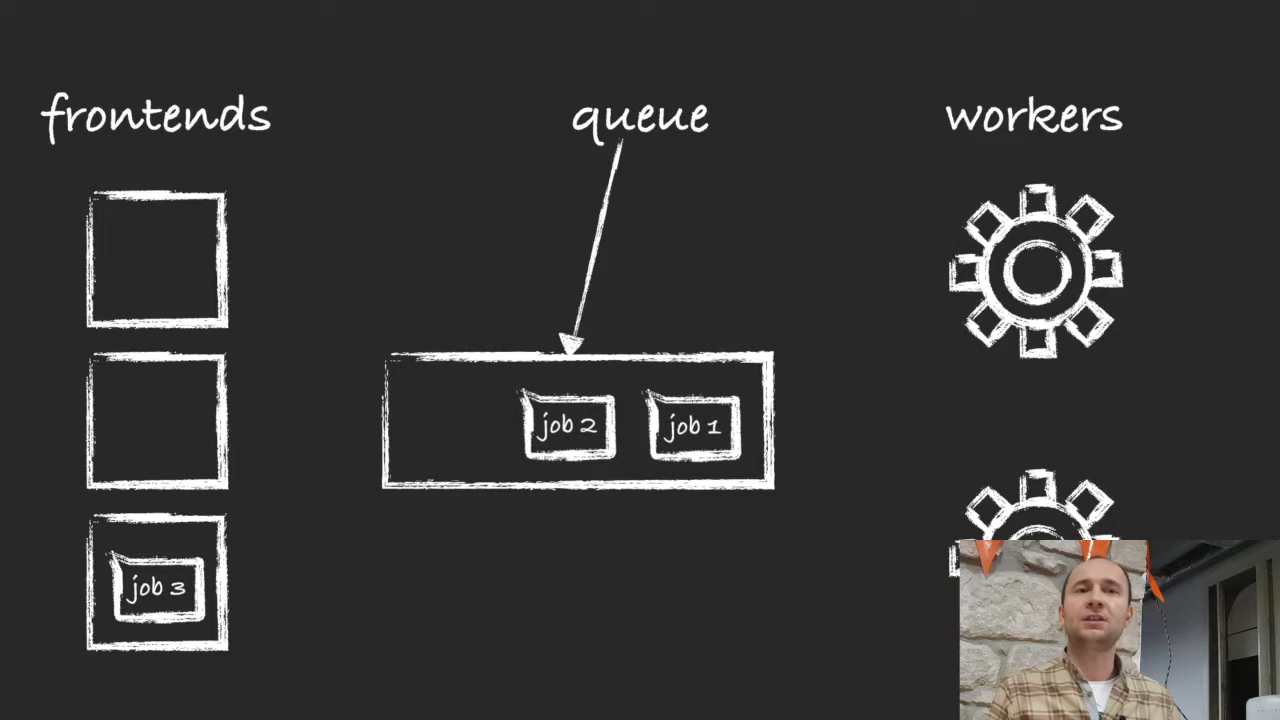 frontends
queue
workers
job 2
job 1
job 3